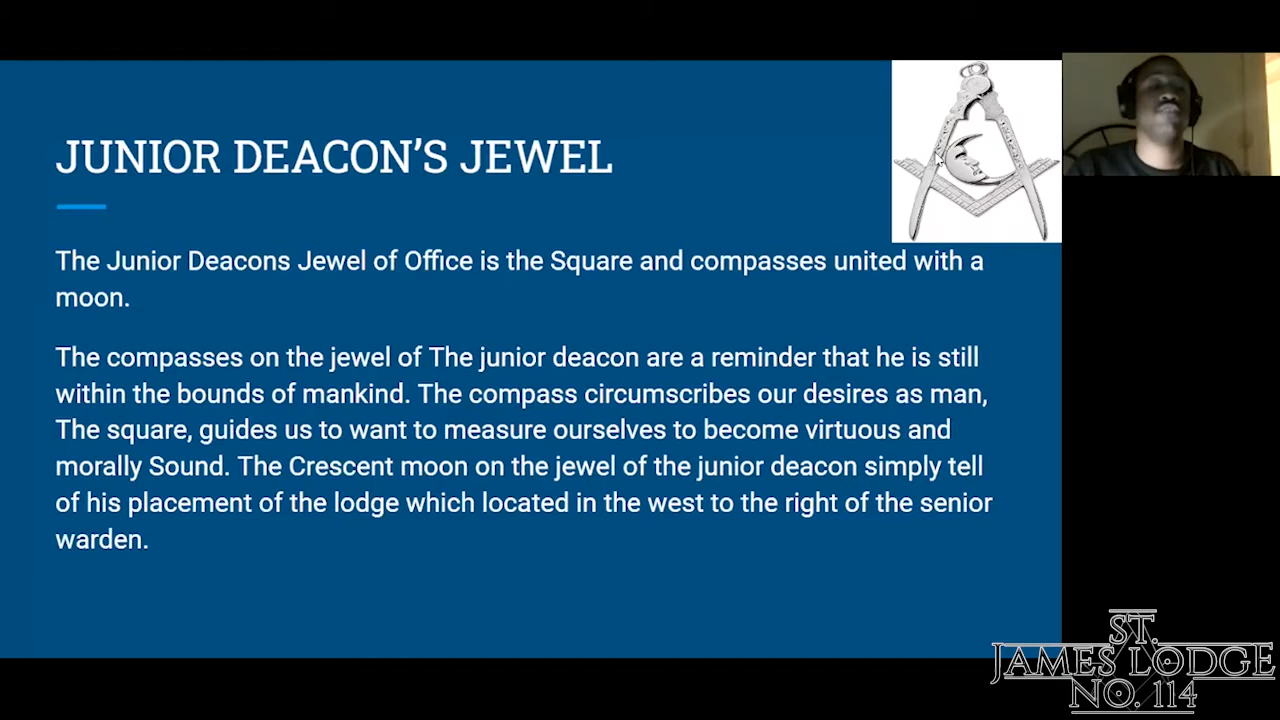 JUNIOR DEACON'S JEWEL
The Junior Deacons Jewel of Office is the Square and compasses united with a
moon.
The compasses on the jewel of The junior deacon are a reminder that he is still
within the bounds of mankind. The compass circumscribes our desires as man,
The square, guides us to want to measure ourselves to become virtuous and
morally Sound. The Crescent moon on the jewel of the junior deacon simply tell
of his placement of the lodge which located in the west to the right of the senior
warden.
ST.
JAMES LODGE
NO. 114